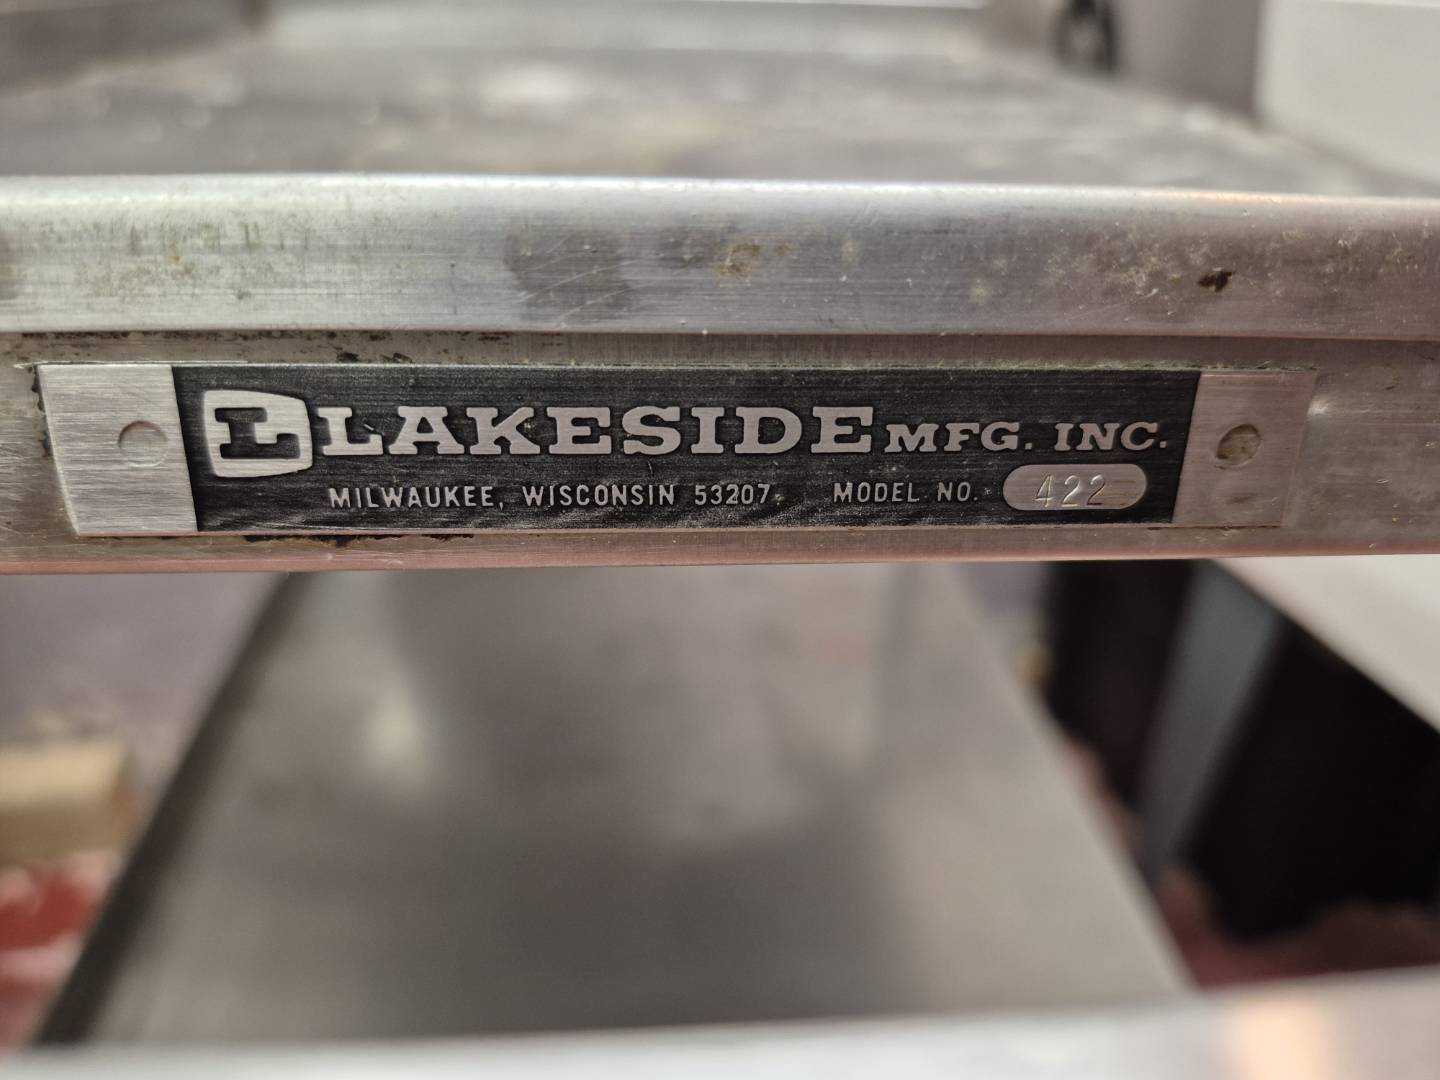 L LAKESIDE MFG. INC.
MILWAUKEE, WISCONSIN 53207. MODEL NO. 422